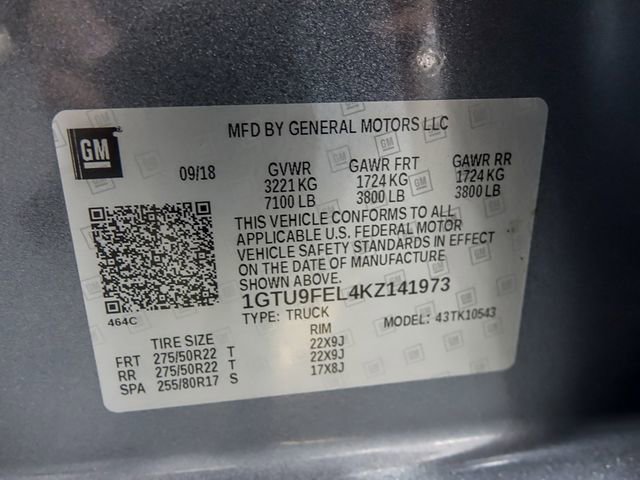 GM
MFD BY GENERAL MOTORS LLC
09/18 GVWR GAWR FRT GAWR RR
3221 KG 1724 KG 1724 KG
7100 LB 3800 LB 3800 LB
THIS VEHICLE CONFORMS TO ALL
APPLICABLE U.S. FEDERAL MOTOR
VEHICLE SAFETY STANDARDS IN EFFECT
ON THE DATE OF MANUFACTURE
SHOWN ABOVE.
1GTU9FEL4KZ141973
464C
TYPE: TRUCK MODEL: 43TK10543
TIRE SIZE RIM
FRT 275/50R22 T 22X9J
RR 275/50R22 T 22X9J
SPA 255/80R17 S 17X8J